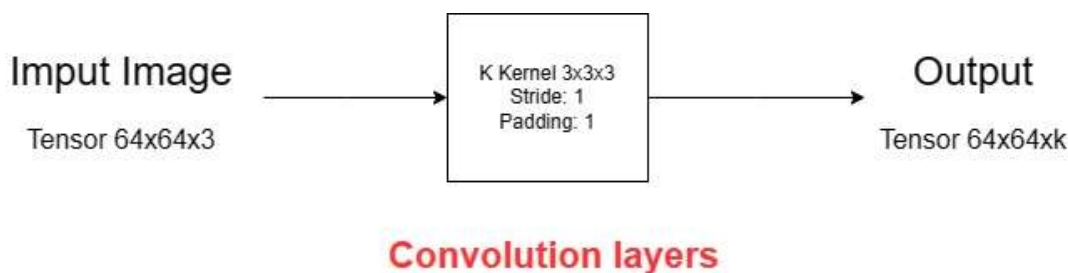 Imput Image
Tensor 64x64x3
K Kernel 3x3x3
Stride: 1
Padding: 1
Output
Tensor 64x64xk
Convolution layers